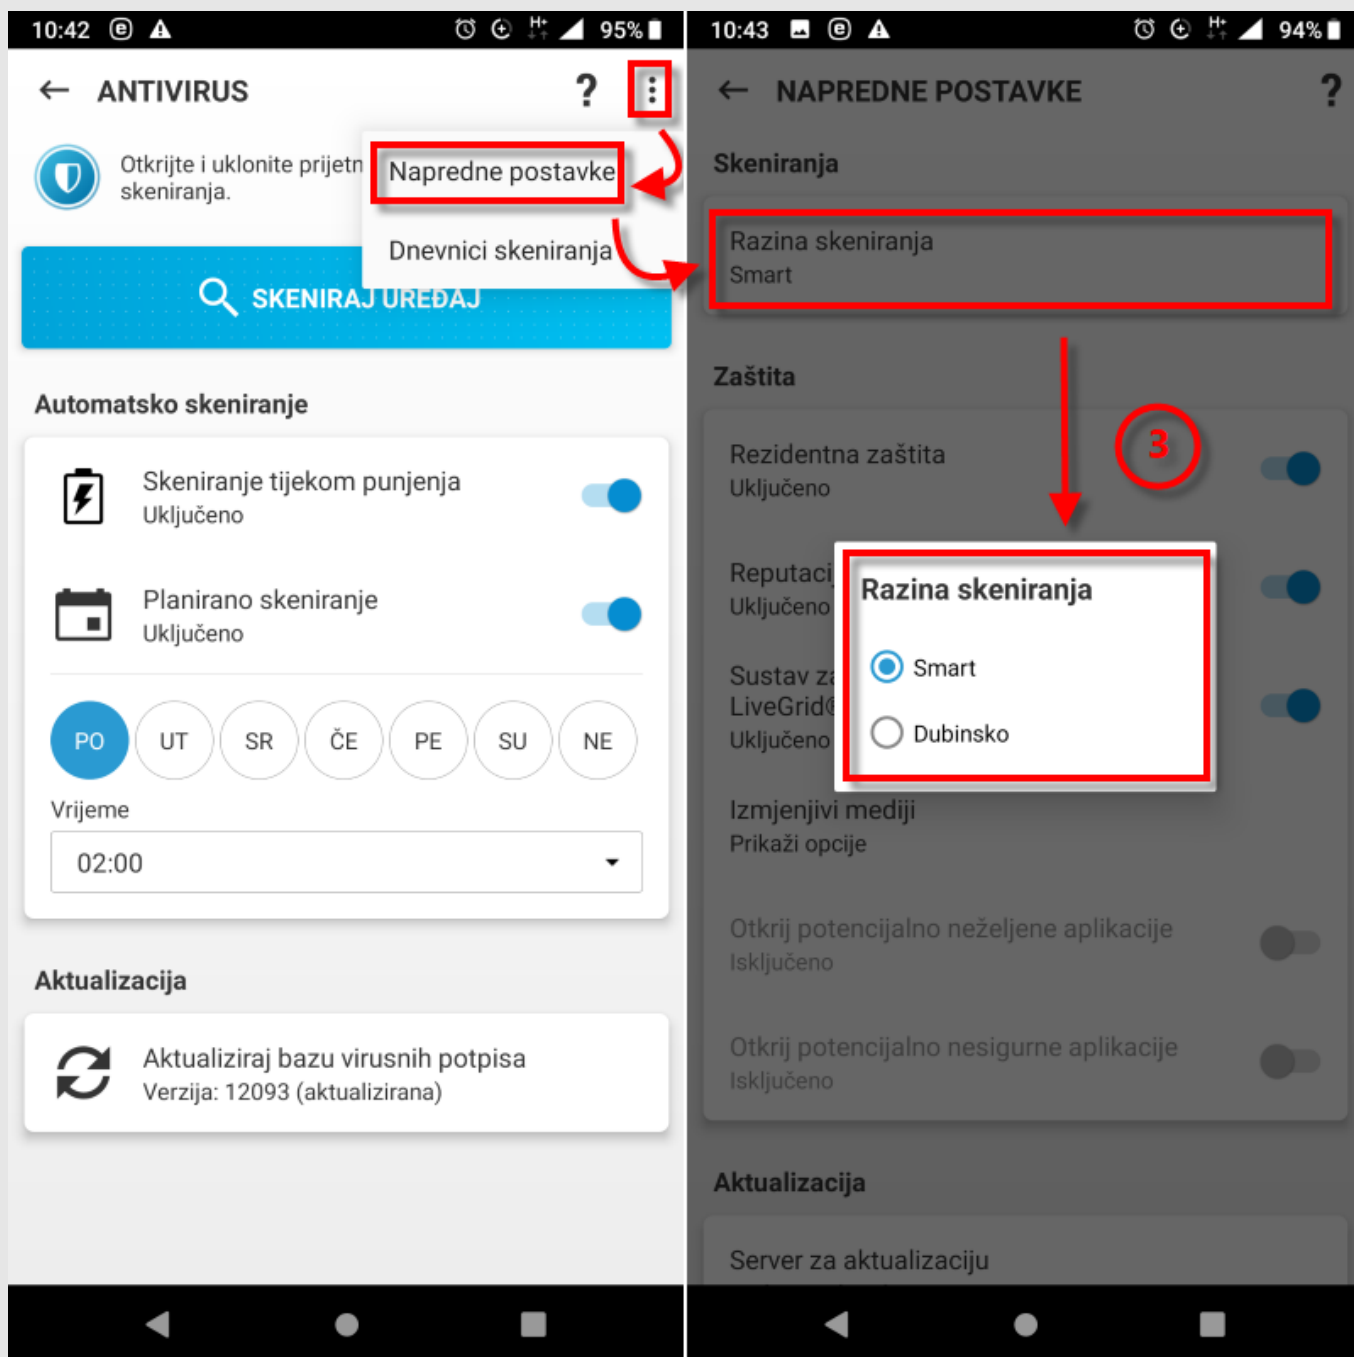 10:42
H+
95%
ANTIVIRUS
?
Otkrijte i uklonite
skeniranja.
Napredne postavke
Dnevnici skeniranja
SKENIRAJ UREĐAJ
Automatsko skeniranje
Skeniranje tijekom punjenja
Uključeno
Planirano skeniranje
Uključeno
PO UT SR ČE PE SU NE
Vrijeme
02:00
Aktualizacija
Aktualiziraj bazu virusnih potpisa
Verzija: 12093 (aktualizirana)
10:43
H+
94%
NAPREDNE POSTAVKE
?
Skeniranja
Razina skeniranja
Smart
Zaštita
3
Rezidentna zaštita
Uključeno
Uključeno
Sustav
Uključeno
Razina skeniranja
Smart
Dubinsko
Izmjenjivi mediji
Prikaži opcije
Otkrij potencijalno neželjene aplikacije
Isključeno
Otkrij potencijalno nesigurne aplikacije
Isključeno
Aktualizacija
Server za aktualizaciju